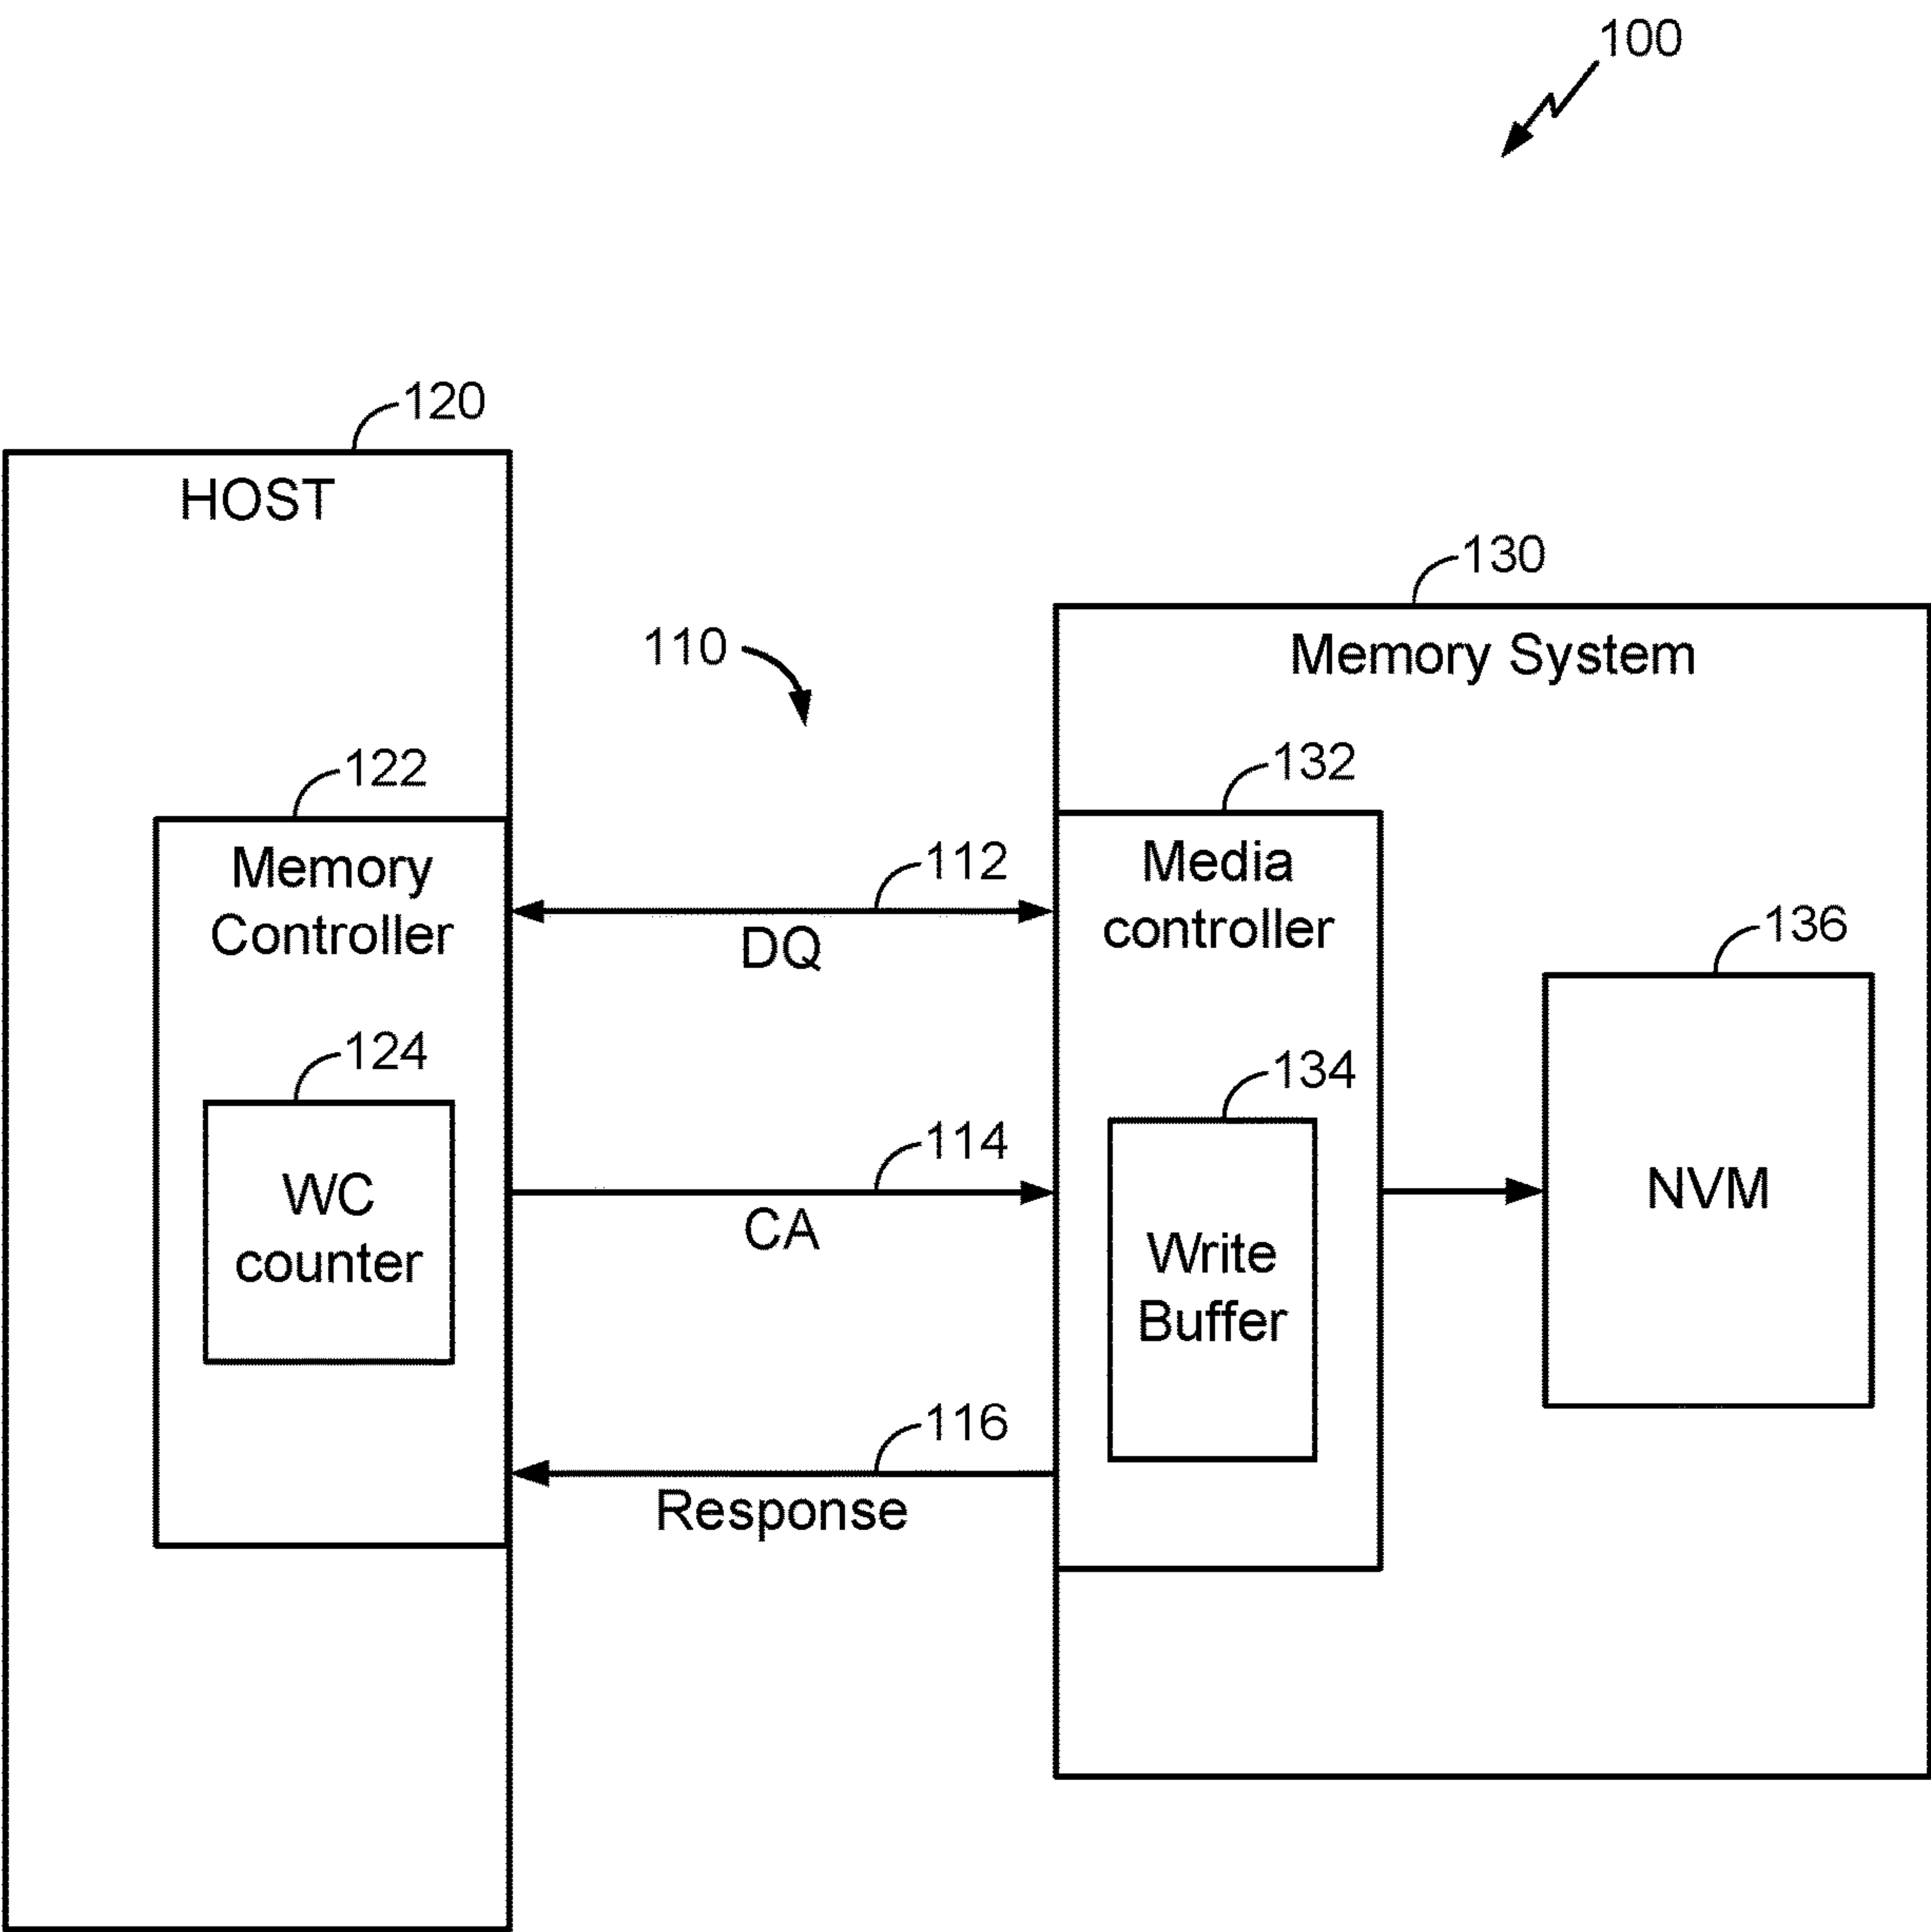 100
120
HOST
130
110
Memory System
122
132
Memory
Controller
112
Media
controller
DQ
136
124
134
114
WC
counter
CA
NVM
Write
Buffer
116
Response